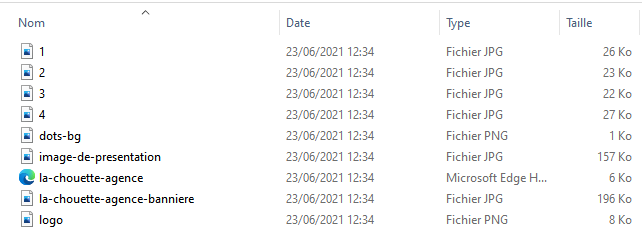 Nom Date Type Taille
1 23/06/2021 12:34 Fichier JPG 26 Ko
2 23/06/2021 12:34 Fichier JPG 23 Ko
3 23/06/2021 12:34 Fichier JPG 22 Ko
4 23/06/2021 12:34 Fichier JPG 27 Ko
dots-bg 23/06/2021 12:34 Fichier PNG 1 Ko
image-de-presentation 23/06/2021 12:34 Fichier JPG 157 Ko
la-chouette-agence 23/06/2021 12:34 Microsoft Edge H... 6 Ko
la-chouette-agence-banniere 23/06/2021 12:34 Fichier JPG 196 Ko
logo 23/06/2021 12:34 Fichier PNG 8 Ko